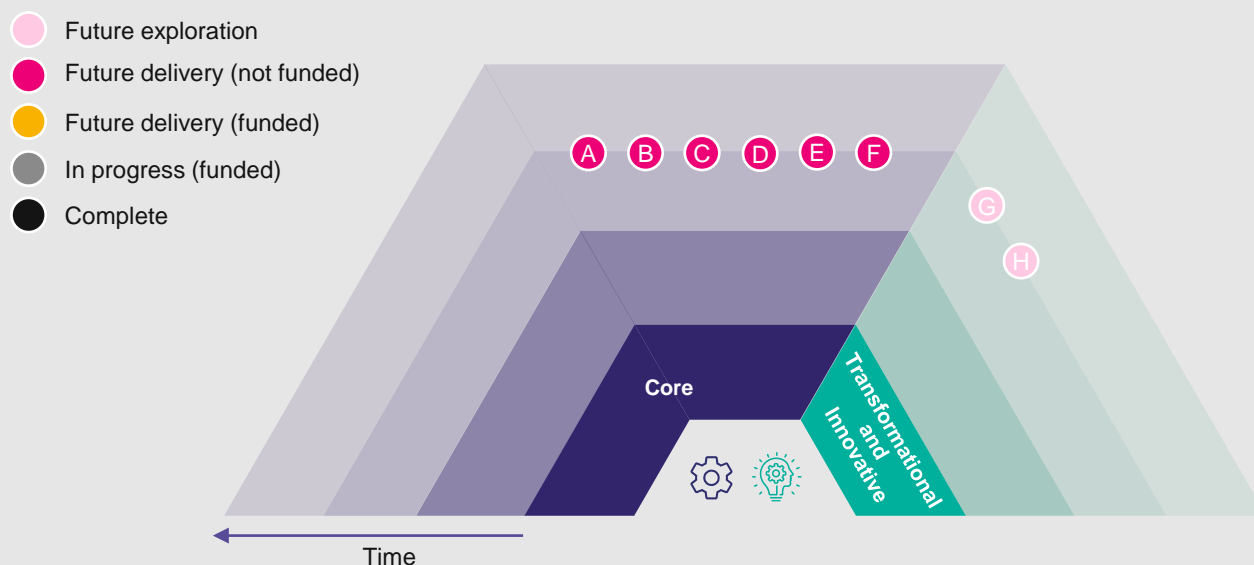 Future exploration
Future delivery (not funded)
Future delivery (funded)
In progress (funded)
Complete
A B C D E F
G
H
Core
Transformational
and
Innovative
Time